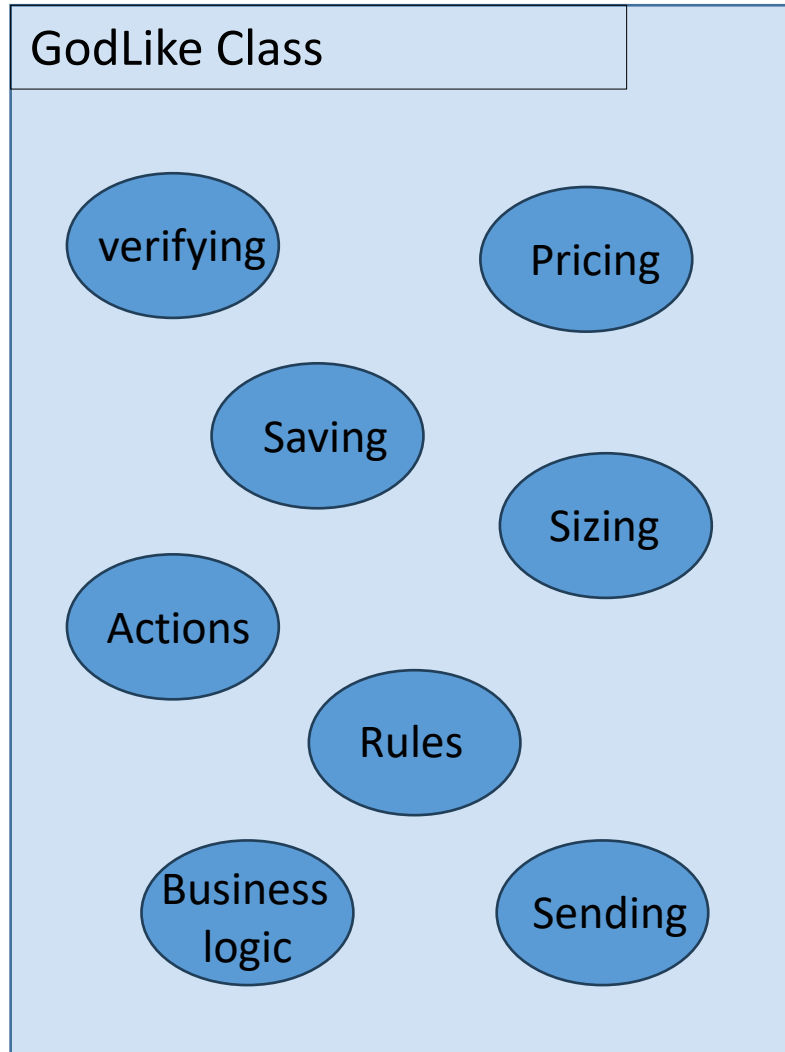 GodLike Class
verifying
Pricing
Saving
Sizing
Actions
Rules
Business
logic
Sending